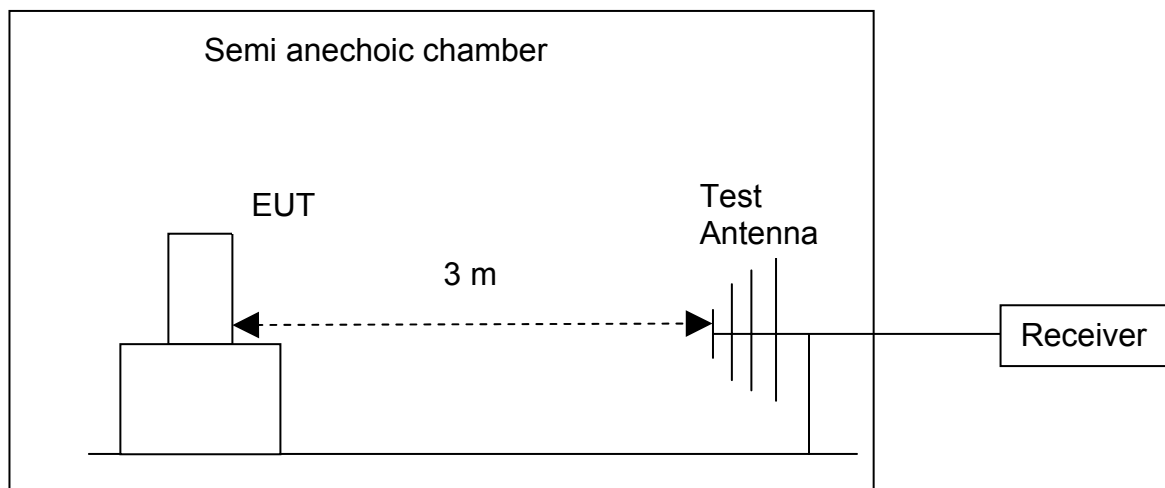 Semi anechoic chamber
EUT
Test
Antenna
3 m
Receiver